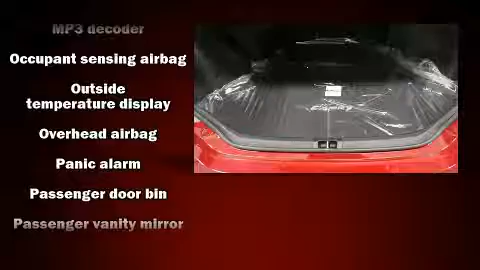 MP3 decoder
Occupant sensing airbag
Outside
temperature display
Overhead airbag
Panic alarm
Passenger door bin
Passenger vanity mirror